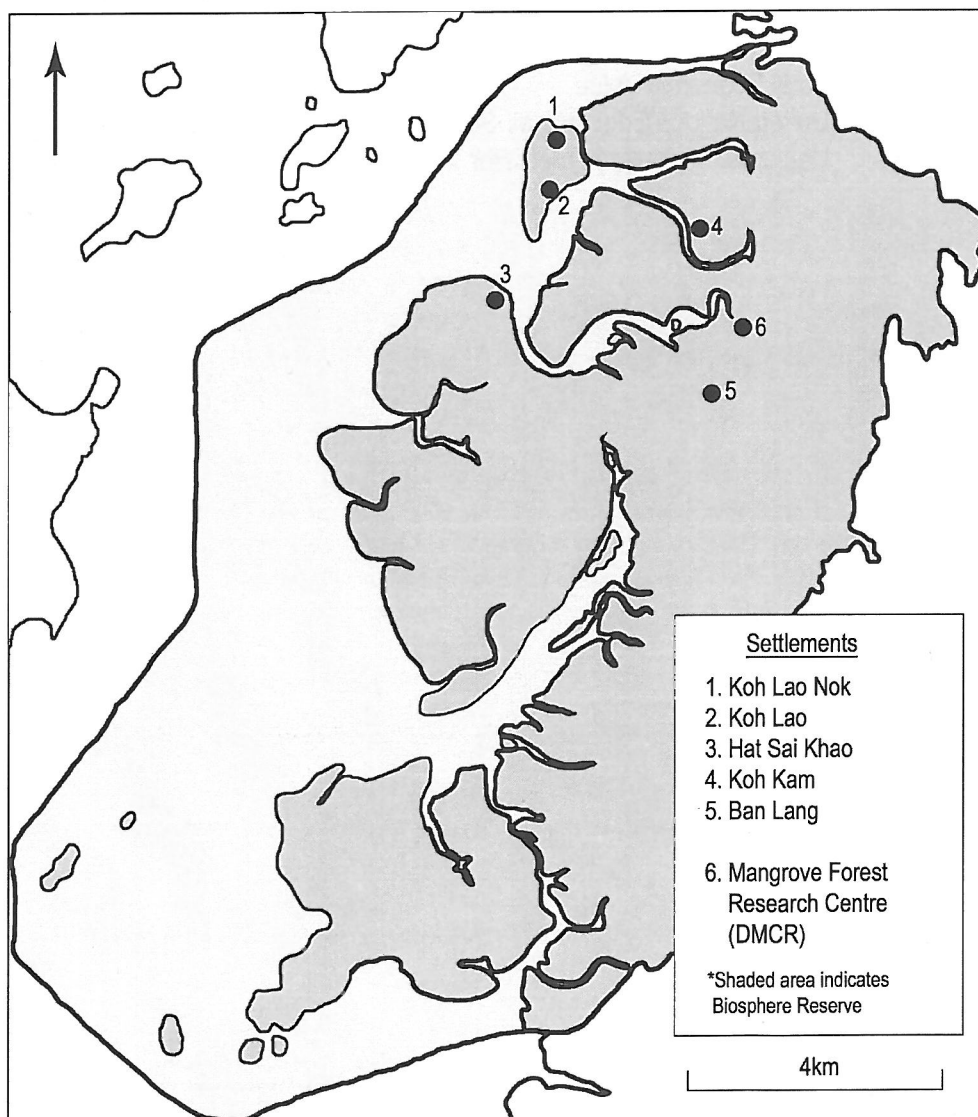 1
2
3
4
5
6
Settlements
1. Koh Lao Nok
2. Koh Lao
3. Hat Sai Khao
4. Koh Kam
5. Ban Lang
6. Mangrove Forest
Research Centre
(DMCR)
*Shaded area indicates
Biosphere Reserve
4km